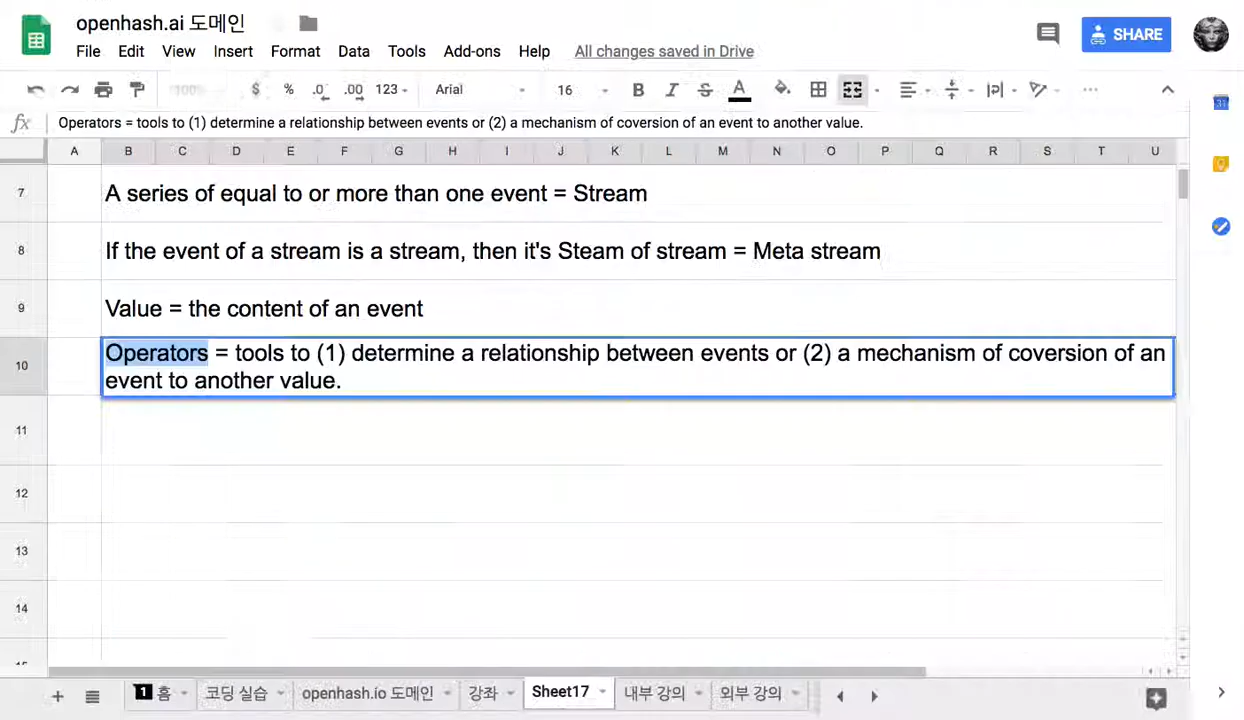 openhash.ai 도메인
File Edit View Insert Format Data Tools Add-ons Help All changes saved in Drive
SHARE
100% $ % .0 .00 123 Arial 16 B I S A
fx Operators = tools to (1) determine a relationship between events or (2) a mechanism of coversion of an event to another value.
A B C D E F G H I J K L M N O P Q R S T U
7 A series of equal to or more than one event = Stream
8 If the event of a stream is a stream, then it's Steam of stream = Meta stream
9 Value = the content of an event
10 Operators = tools to (1) determine a relationship between events or (2) a mechanism of coversion of an
event to another value.
11
12
13
14
1 홈 코딩 실습 openhash.io 도메인 강좌 Sheet17 내부 강의 외부 강의